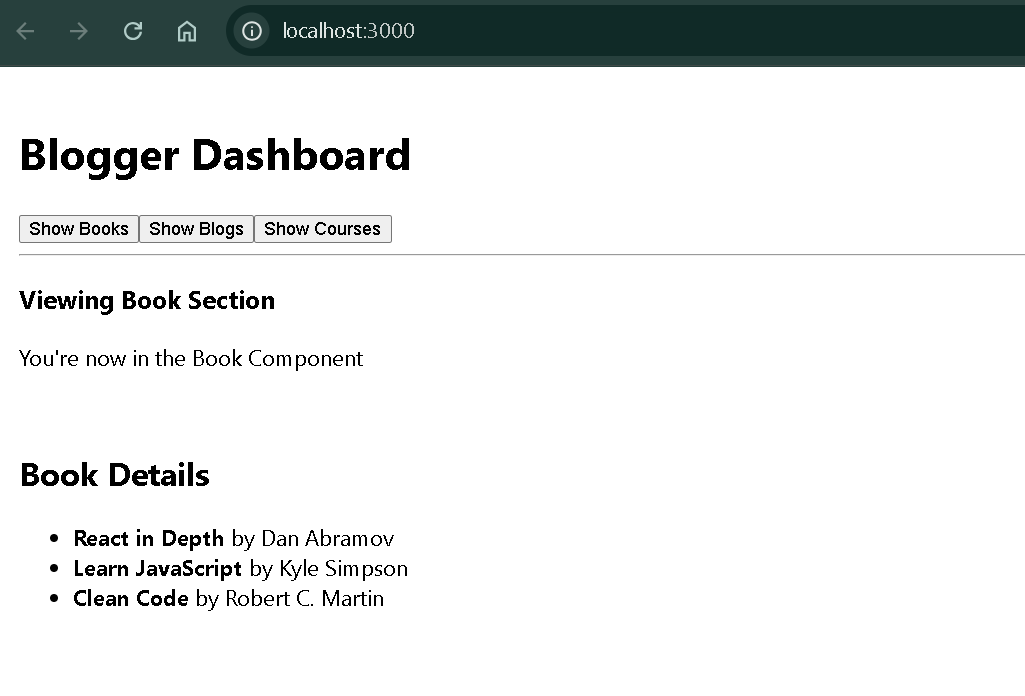 localhost:3000
Blogger Dashboard
Show Books Show Blogs Show Courses
Viewing Book Section
You're now in the Book Component
Book Details
React in Depth by Dan Abramov
Learn JavaScript by Kyle Simpson
Clean Code by Robert C. Martin